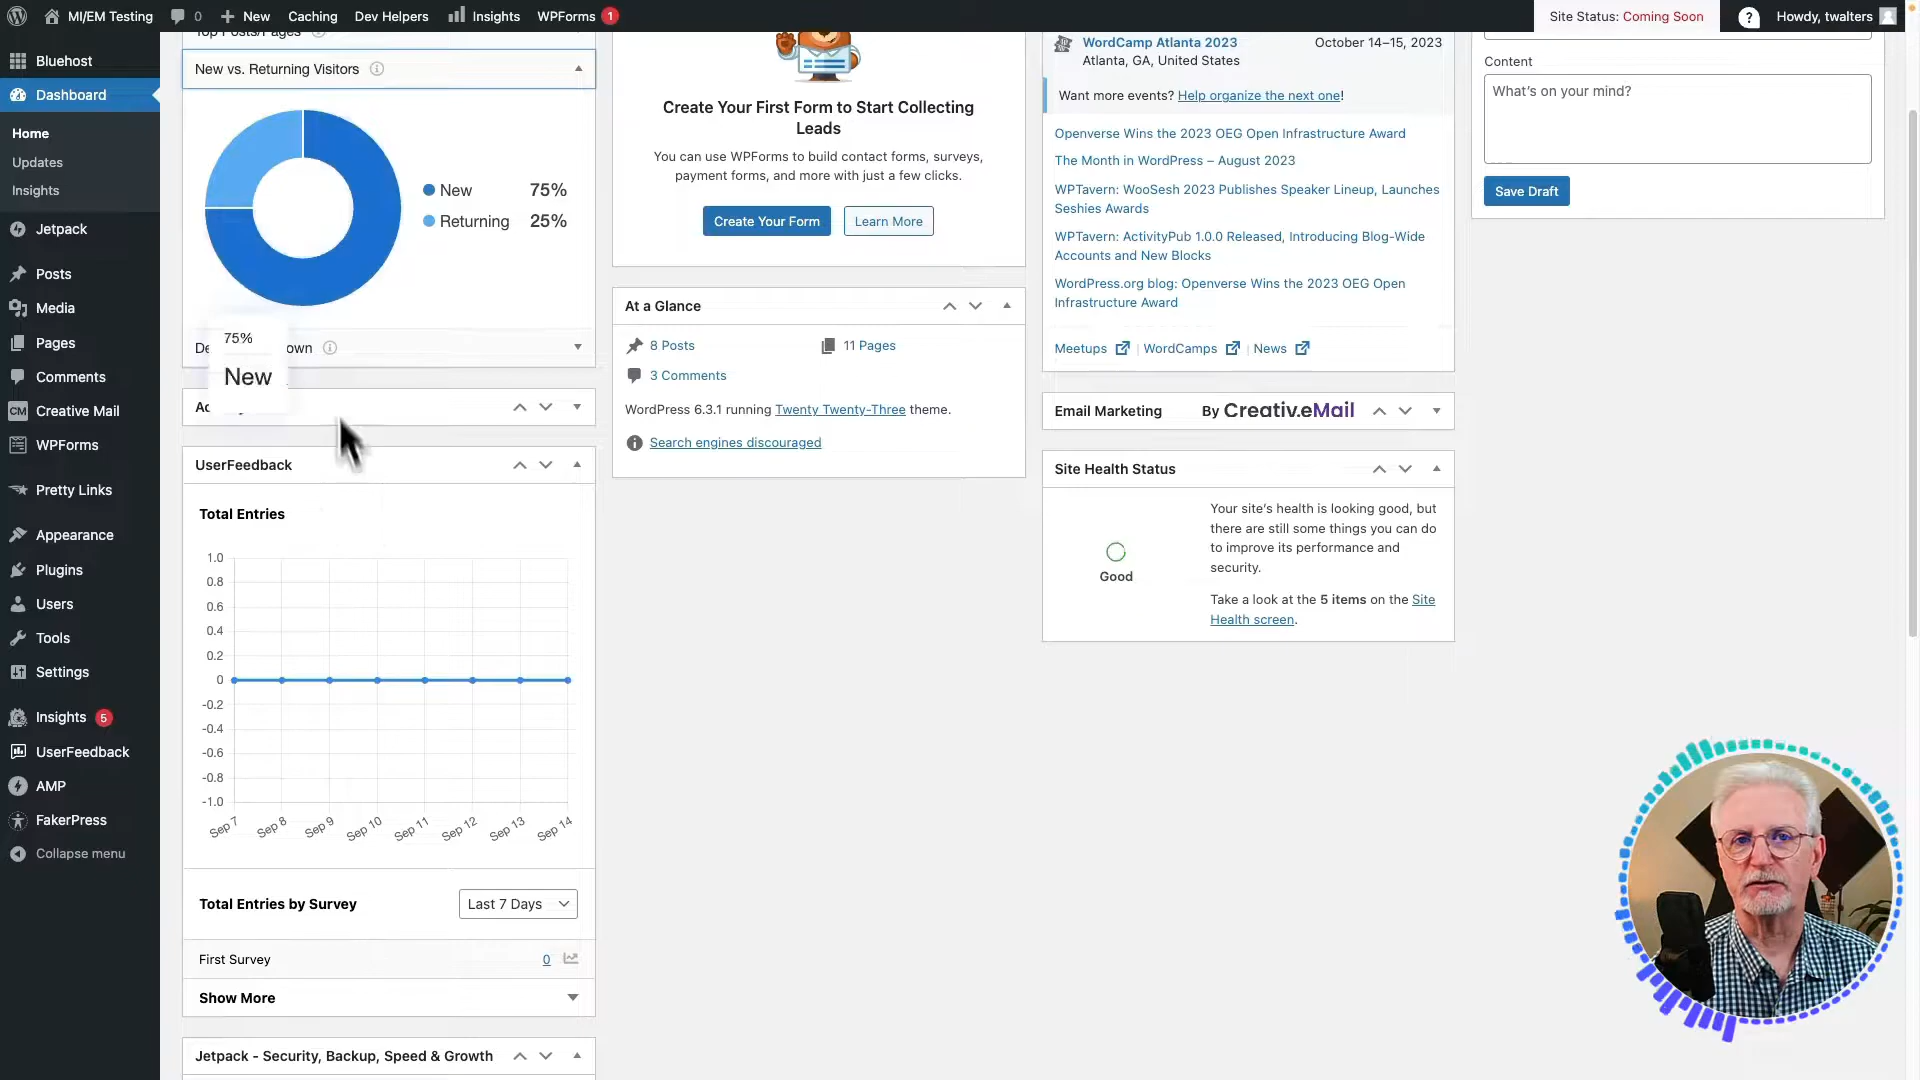 MI/EM Testing
0
New
Caching
Dev Helpers
Insights
WPForms 1
Site Status: Coming Soon
Howdy, twalters
Bluehost
Dashboard
Home
Updates
Insights
Jetpack
Posts
Media
Pages
Comments
CM Creative Mail
WPForms
Pretty Links
Appearance
Plugins
Users
Tools
Settings
Insights 5
UserFeedback
AMP
FakerPress
Collapse menu
Top Posts/Pages
New vs. Returning Visitors
New 75%
Returning 25%
75%
New
UserFeedback
Total Entries
1.0
0.8
0.6
0.4
0.2
0
-0.2
-0.4
-0.6
-0.8
-1.0
Sep 7 Sep 8 Sep 9 Sep 10 Sep 11 Sep 12 Sep 13 Sep 14
Total Entries by Survey
Last 7 Days
First Survey 0
Show More
Jetpack - Security, Backup, Speed & Growth
Create Your First Form to Start Collecting
Leads
You can use WPForms to build contact forms, surveys,
payment forms, and more with just a few clicks.
Create Your Form
Learn More
At a Glance
8 Posts
11 Pages
3 Comments
WordPress 6.3.1 running Twenty Twenty-Three theme.
Search engines discouraged
WordCamp Atlanta 2023 October 14–15, 2023
Atlanta, GA, United States
Want more events? Help organize the next one!
Openverse Wins the 2023 OEG Open Infrastructure Award
The Month in WordPress – August 2023
WPTavern: WooSesh 2023 Publishes Speaker Lineup, Launches
Seshies Awards
WPTavern: ActivityPub 1.0.0 Released, Introducing Blog-Wide
Accounts and New Blocks
WordPress.org blog: Openverse Wins the 2023 OEG Open
Infrastructure Award
Meetups | WordCamps | News
Email Marketing By Creativ.eMail
Site Health Status
Good
Your site's health is looking good, but
there are still some things you can do
to improve its performance and
security.
Take a look at the 5 items on the Site
Health screen.
Content
What's on your mind?
Save Draft